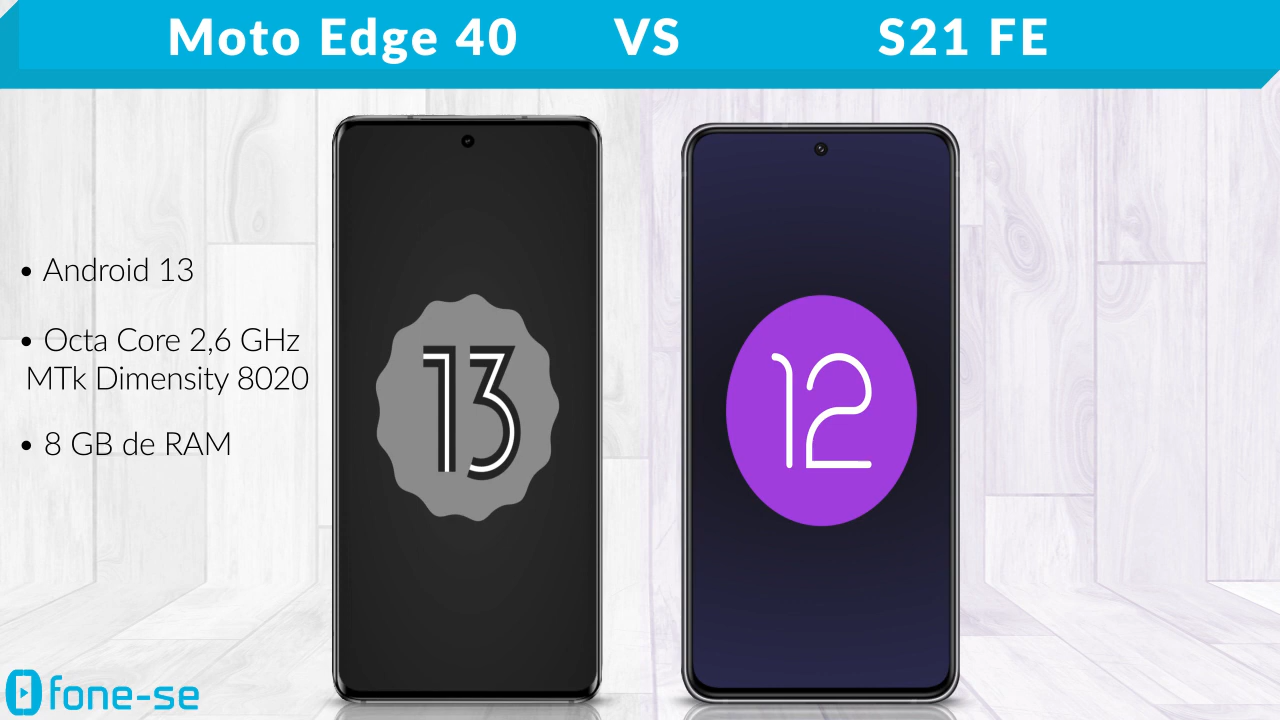 Moto Edge 40 VS S21 FE
• Android 13
• Octa Core 2,6 GHz
MTk Dimensity 8020
• 8 GB de RAM
13
12
fone-se